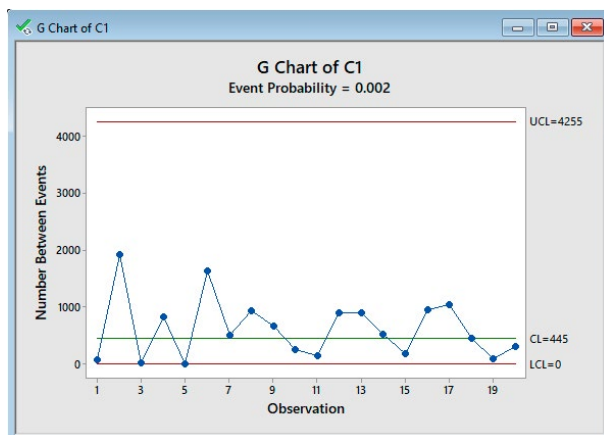 G Chart of C1
G Chart of C1
Event Probability = 0.002
Number Between Events
4000
3000
2000
1000
0
UCL=4255
CL=445
LCL=0
1 3 5 7 9 11 13 15 17 19
Observation